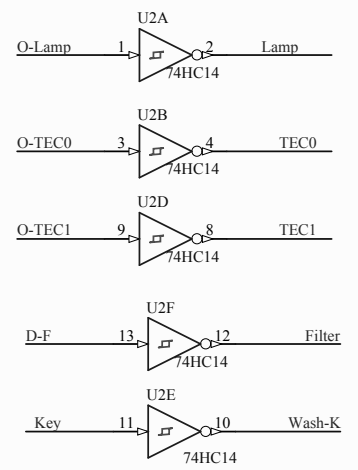 U2A
O-Lamp 1 2 Lamp
74HC14
U2B
O-TEC0 3 4 TEC0
74HC14
U2D
O-TEC1 9 8 TEC1
74HC14
U2F
D-F 13 12 Filter
74HC14
U2E
Key 11 10 Wash-K
74HC14